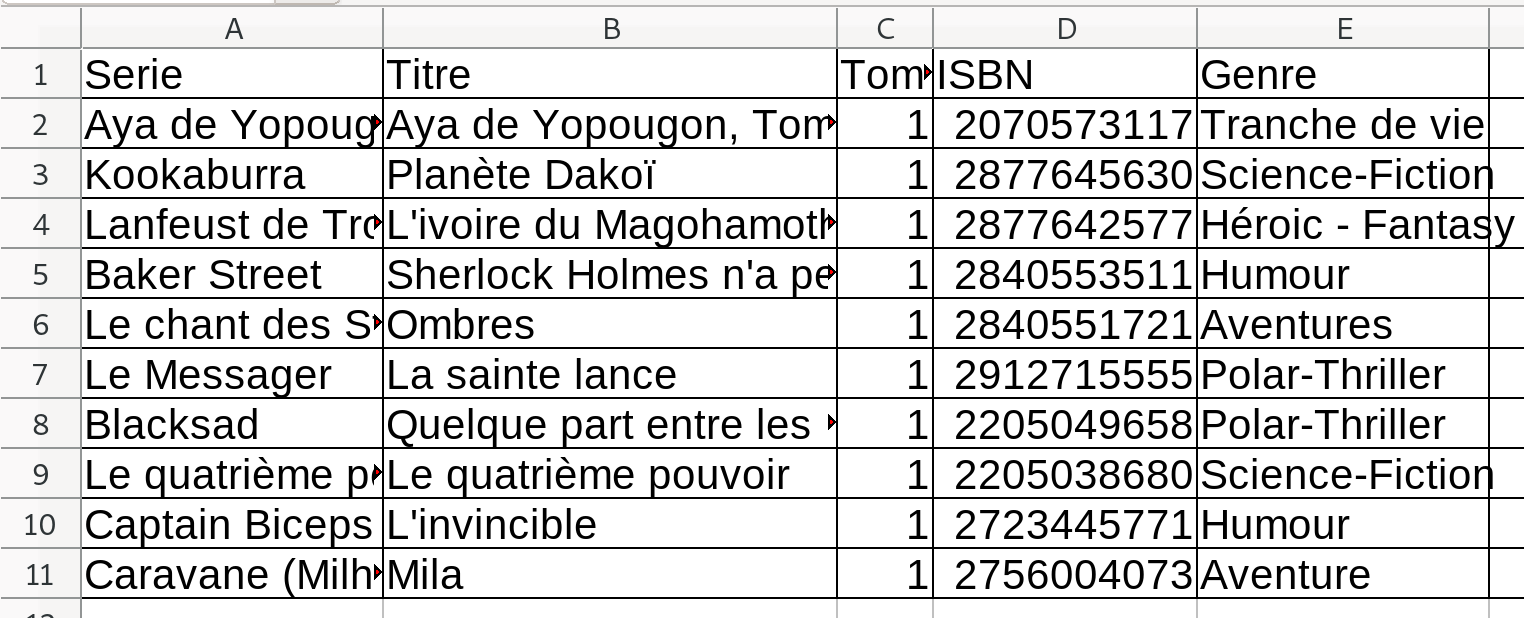 A B C D E
1 Serie Titre Tom ISBN Genre
2 Aya de Yopoug Aya de Yopougon, Tom 1 2070573117 Tranche de vie
3 Kookaburra Planète Dakoï 1 2877645630 Science-Fiction
4 Lanfeust de Tro L'ivoire du Magohamoth 1 2877642577 Héroic - Fantasy
5 Baker Street Sherlock Holmes n'a pe 1 2840553511 Humour
6 Le chant des S Ombres 1 2840551721 Aventures
7 Le Messager La sainte lance 1 2912715555 Polar-Thriller
8 Blacksad Quelque part entre les 1 2205049658 Polar-Thriller
9 Le quatrième po Le quatrième pouvoir 1 2205038680 Science-Fiction
10 Captain Biceps L'invincible 1 2723445771 Humour
11 Caravane (Milh Mila 1 2756004073 Aventure